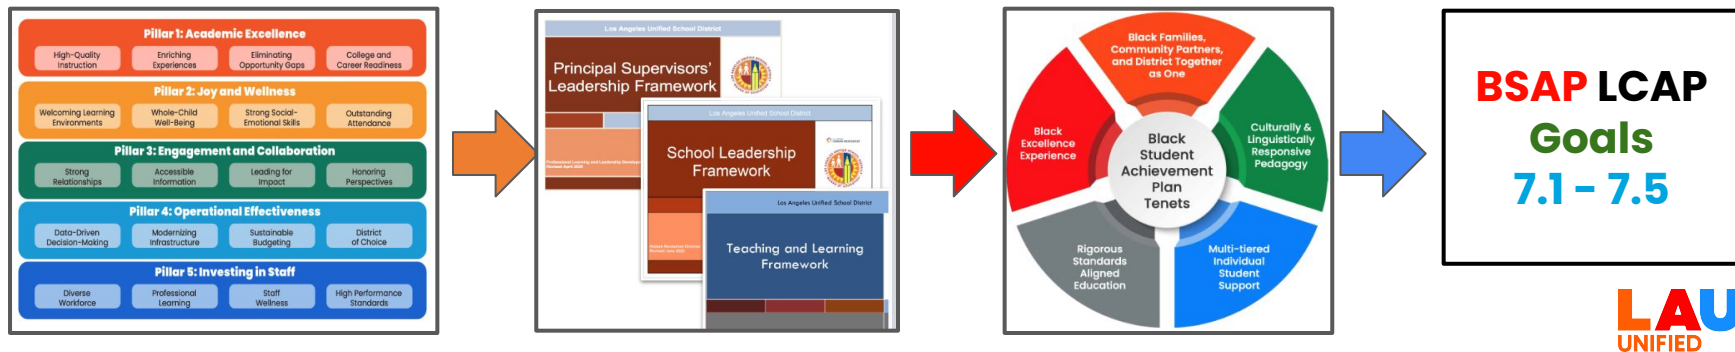 Pillar 1: Academic Excellence
High-Quality
Instruction
Enriching
Experiences
Eliminating
Opportunity Gaps
College and
Career Readiness
Pillar 2: Joy and Wellness
Welcoming Learning
Environments
Whole-Child
Well-Being
Strong Social-
Emotional Skills
Outstanding
Attendance
Pillar 3: Engagement and Collaboration
Strong
Relationships
Accessible
Information
Leading for
Impact
Honoring
Perspectives
Pillar 4: Operational Effectiveness
Data-Driven
Decision-Making
Modernizing
Infrastructure
Sustainable
Budgeting
District
of Choice
Pillar 5: Investing in Staff
Diverse
Workforce
Professional
Learning
Staff
Wellness
High Performance
Standards
Los Angeles Unified School District
Principal Supervisors'
Leadership Framework
Professional Learning and Leadership Develop
Los Angeles Unified School District
School Leadership
Framework
Los Angeles Unified School District
Teaching and Learning
Framework
Black Families,
Community Partners,
and District Together
as One
Culturally &
Linguistically
Responsive
Pedagogy
Multi-tiered
Individual
Student
Support
Rigorous
Standards
Aligned
Education
Black
Excellence
Experience
Black
Student
Achievement
Plan
Tenets
BSAP LCAP
Goals
7.1 - 7.5
LAU
UNIFIED